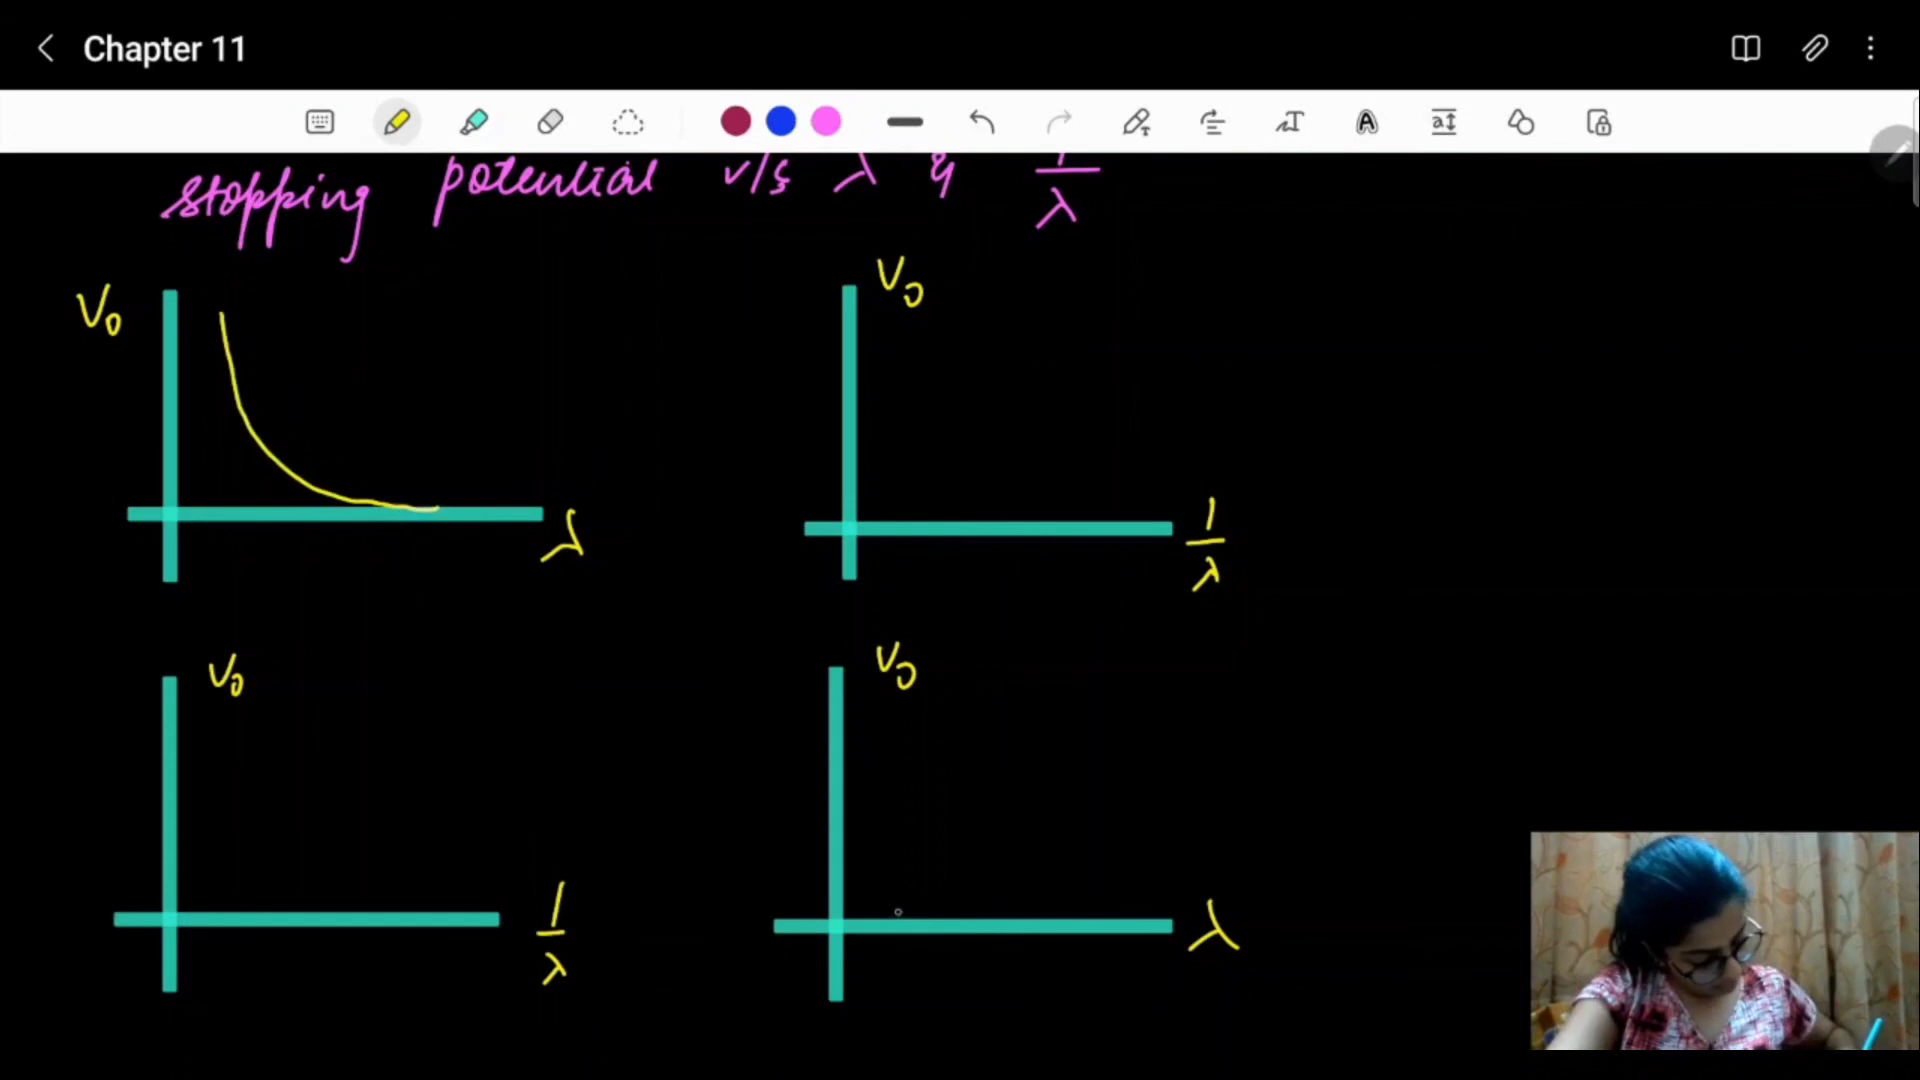 Chapter 11
stopping potential v/s λ & 1/λ
V₀
λ
V₀
1/λ
V₀
1/λ
V₀
λ